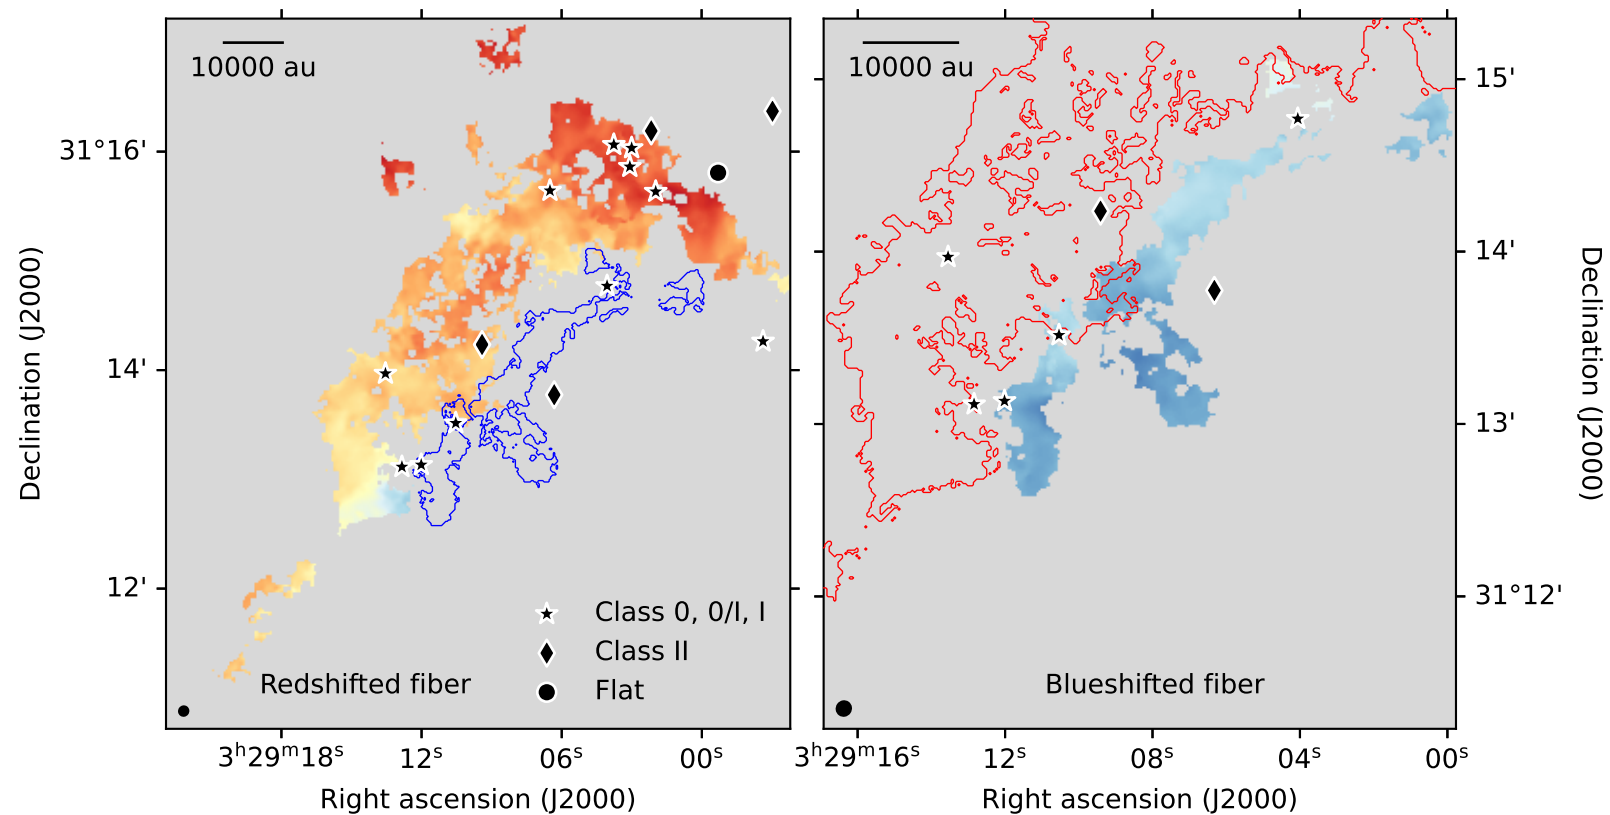 10000 au
31°16'
14'
12'
Declination (J2000)
Class 0, 0/I, I
Class II
Flat
Redshifted fiber
3ʰ29ᵐ18ˢ
12ˢ
06ˢ
00ˢ
Right ascension (J2000)
10000 au
15'
14'
13'
31°12'
Declination (J2000)
Blueshifted fiber
3ʰ29ᵐ16ˢ
12ˢ
08ˢ
04ˢ
00ˢ
Right ascension (J2000)